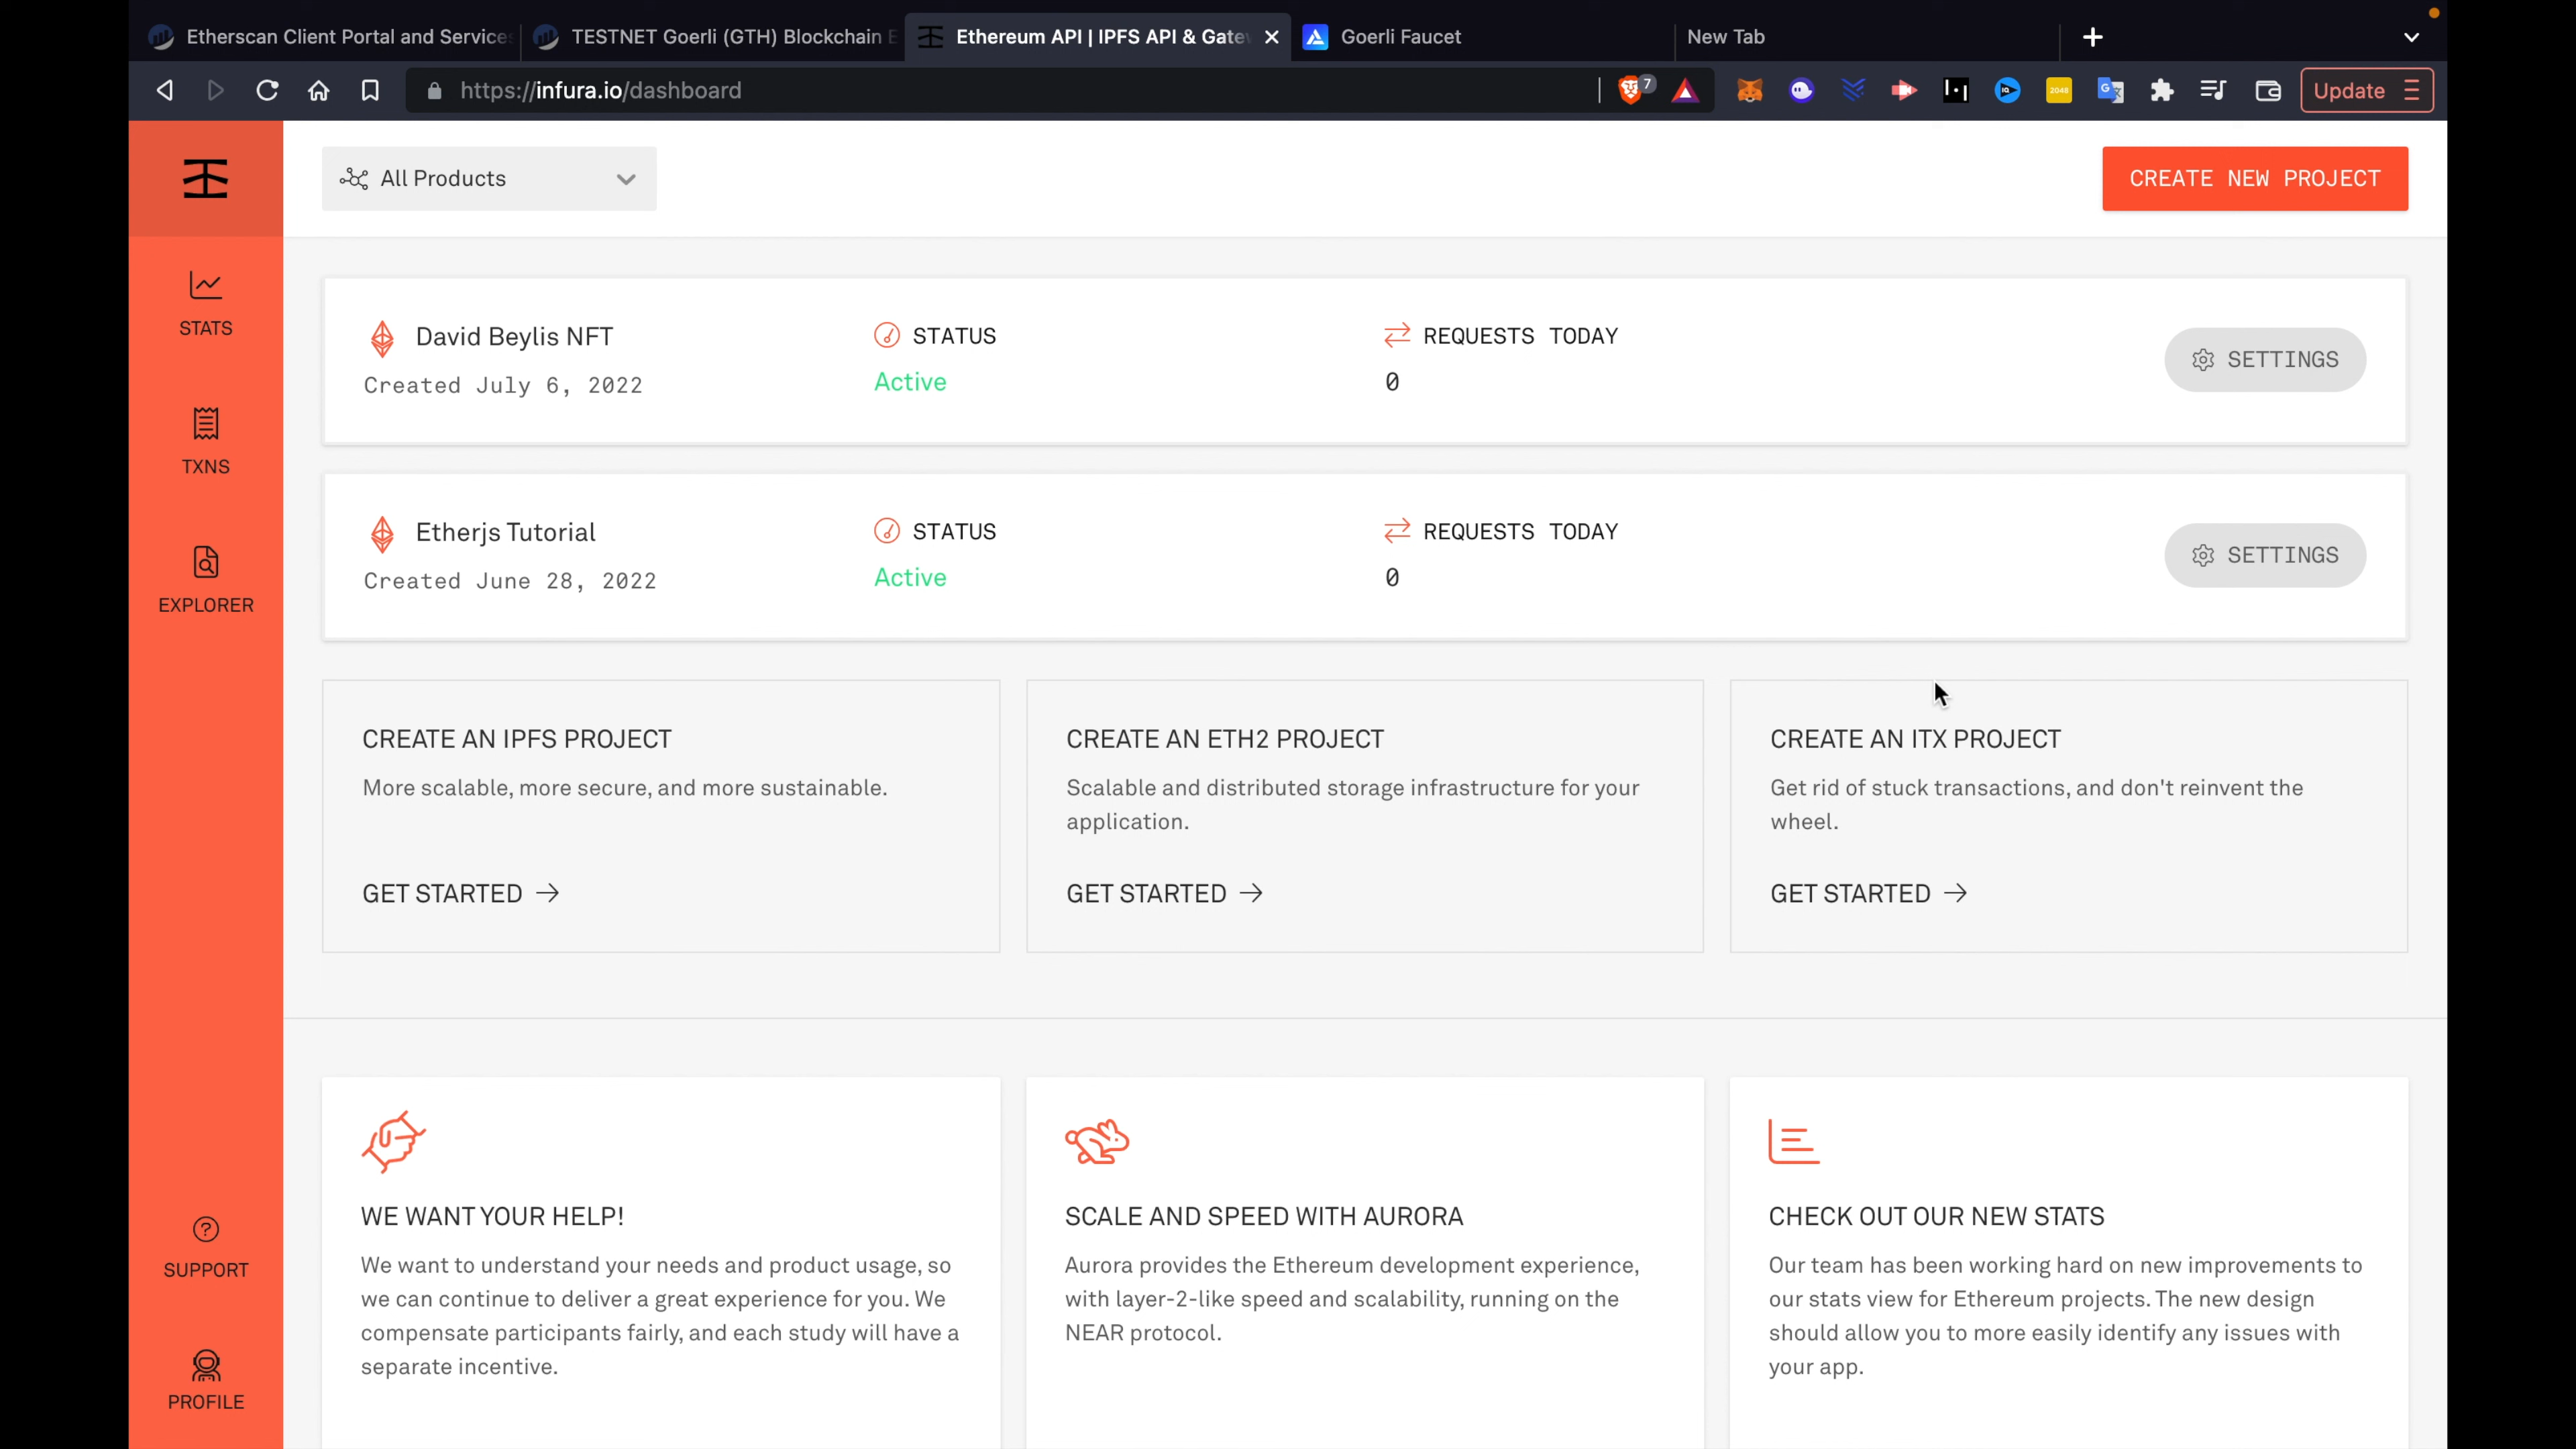 Etherscan Client Portal and Services
TESTNET Goerli (GTH) Blockchain E
Ethereum API | IPFS API & Gatew
Goerli Faucet
New Tab
https://infura.io/dashboard
7
2048
Update
All Products
CREATE NEW PROJECT
STATS
TXNS
EXPLORER
SUPPORT
PROFILE
David Beylis NFT
Created July 6, 2022
STATUS
Active
REQUESTS TODAY
0
SETTINGS
Etherjs Tutorial
Created June 28, 2022
STATUS
Active
REQUESTS TODAY
0
SETTINGS
CREATE AN IPFS PROJECT
More scalable, more secure, and more sustainable.
GET STARTED →
CREATE AN ETH2 PROJECT
Scalable and distributed storage infrastructure for your
application.
GET STARTED →
CREATE AN ITX PROJECT
Get rid of stuck transactions, and don't reinvent the
wheel.
GET STARTED →
WE WANT YOUR HELP!
We want to understand your needs and product usage, so
we can continue to deliver a great experience for you. We
compensate participants fairly, and each study will have a
separate incentive.
SCALE AND SPEED WITH AURORA
Aurora provides the Ethereum development experience,
with layer-2-like speed and scalability, running on the
NEAR protocol.
CHECK OUT OUR NEW STATS
Our team has been working hard on new improvements to
our stats view for Ethereum projects. The new design
should allow you to more easily identify any issues with
your app.